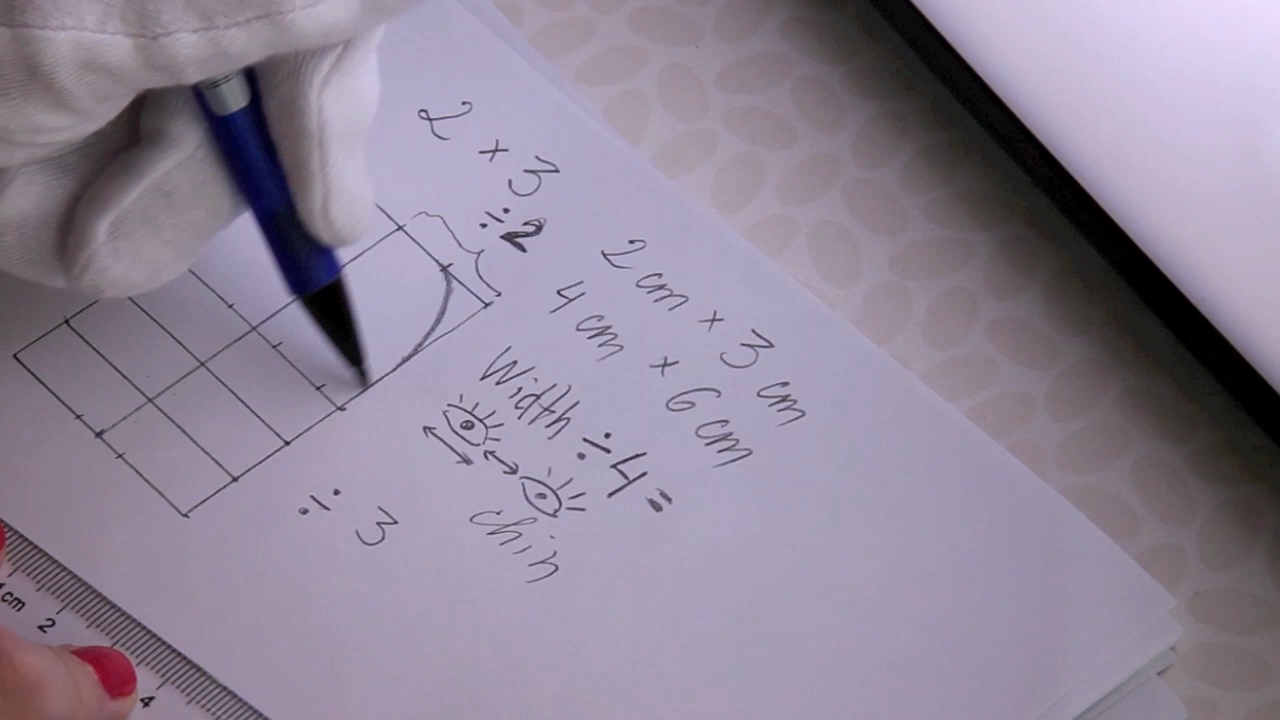 2 × 3
÷ 2
2 cm × 3 cm
4 cm × 6 cm
Width ÷ 4 =
chin
÷ 3
cm 2 4